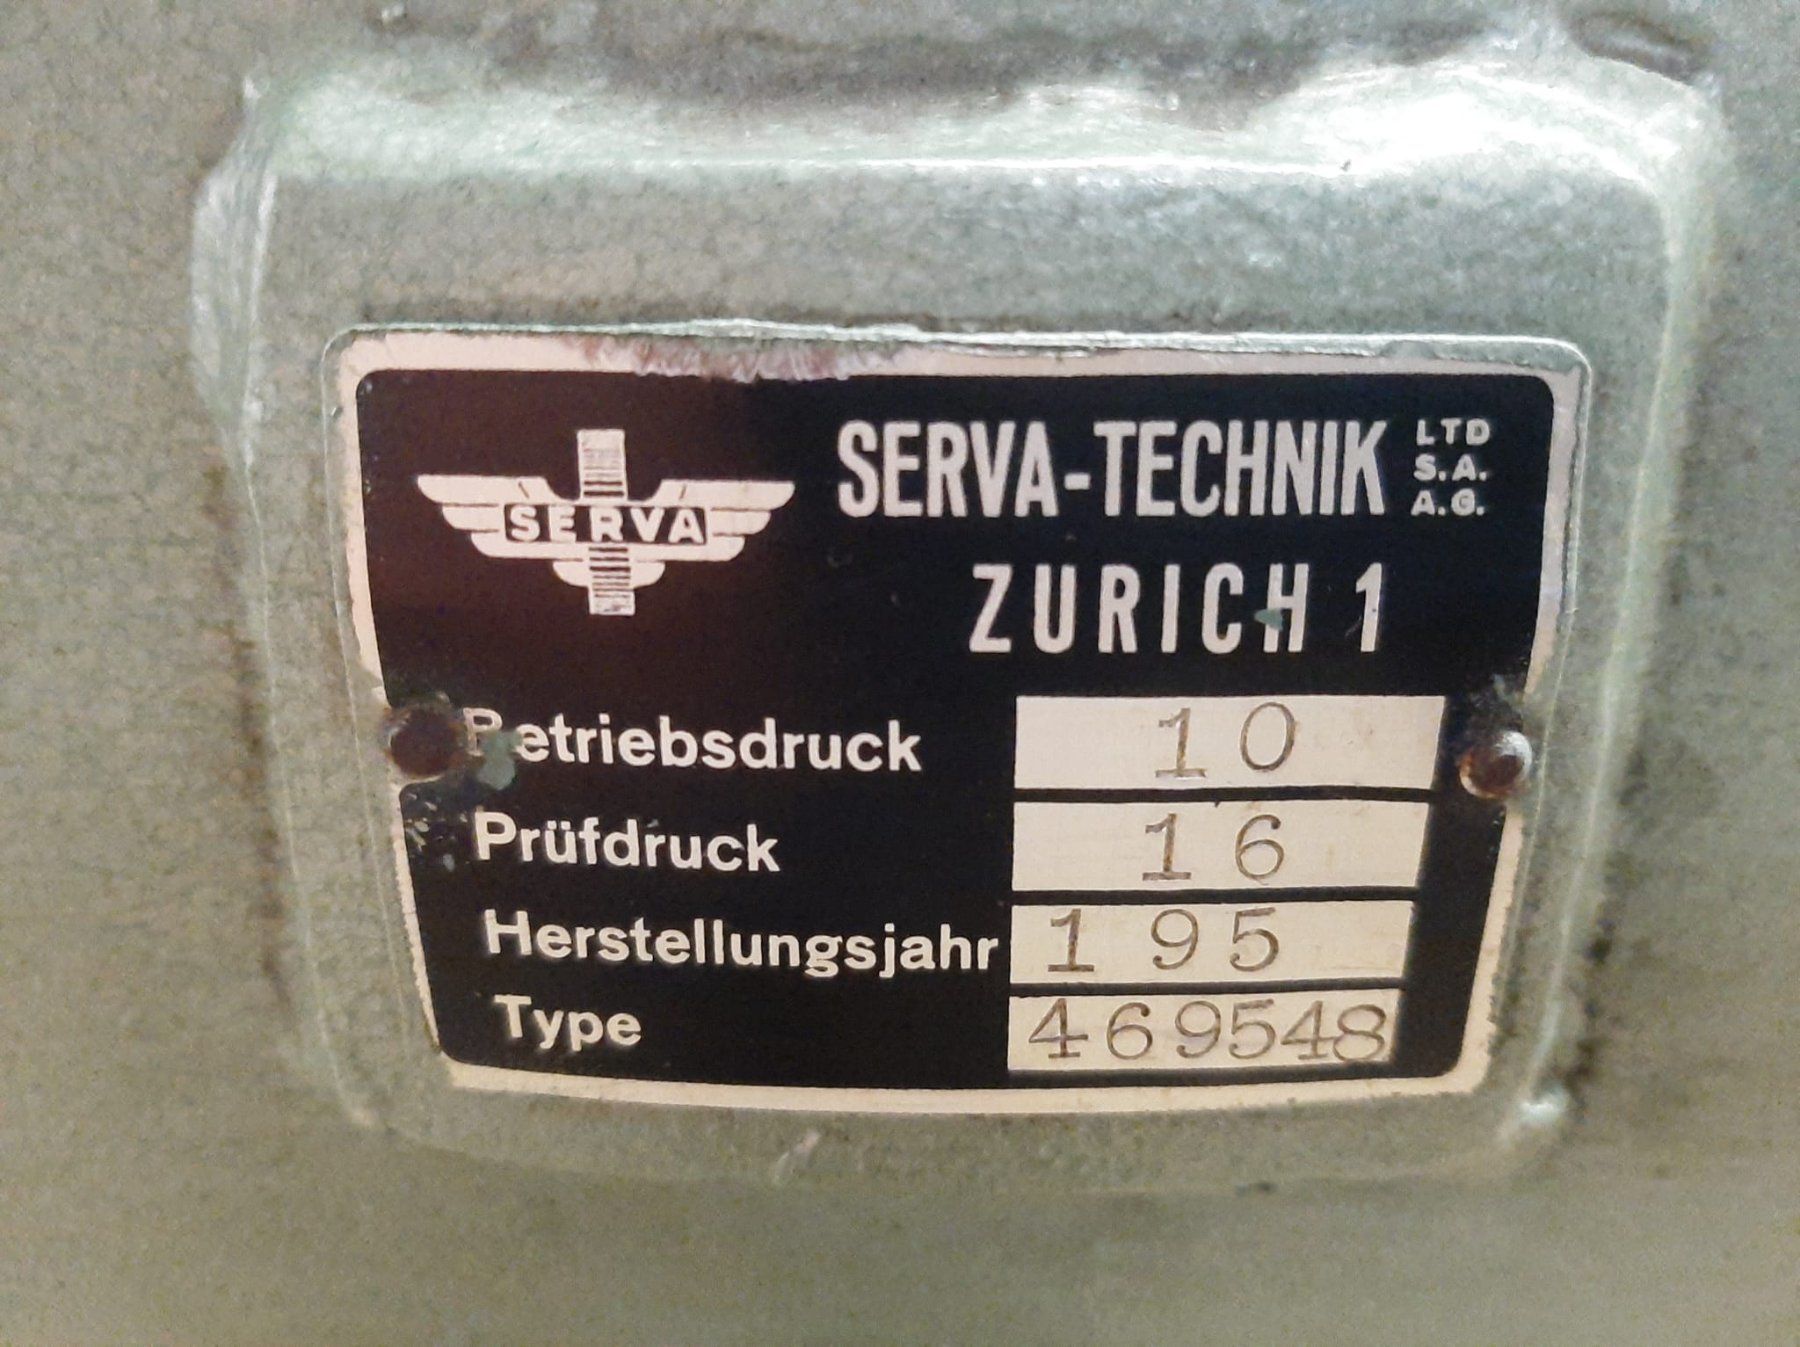 SERVA
SERVA-TECHNIK LTD S.A. A.G.
ZURICH 1
Betriebsdruck 10
Prüfdruck 16
Herstellungsjahr 195
Type 469548